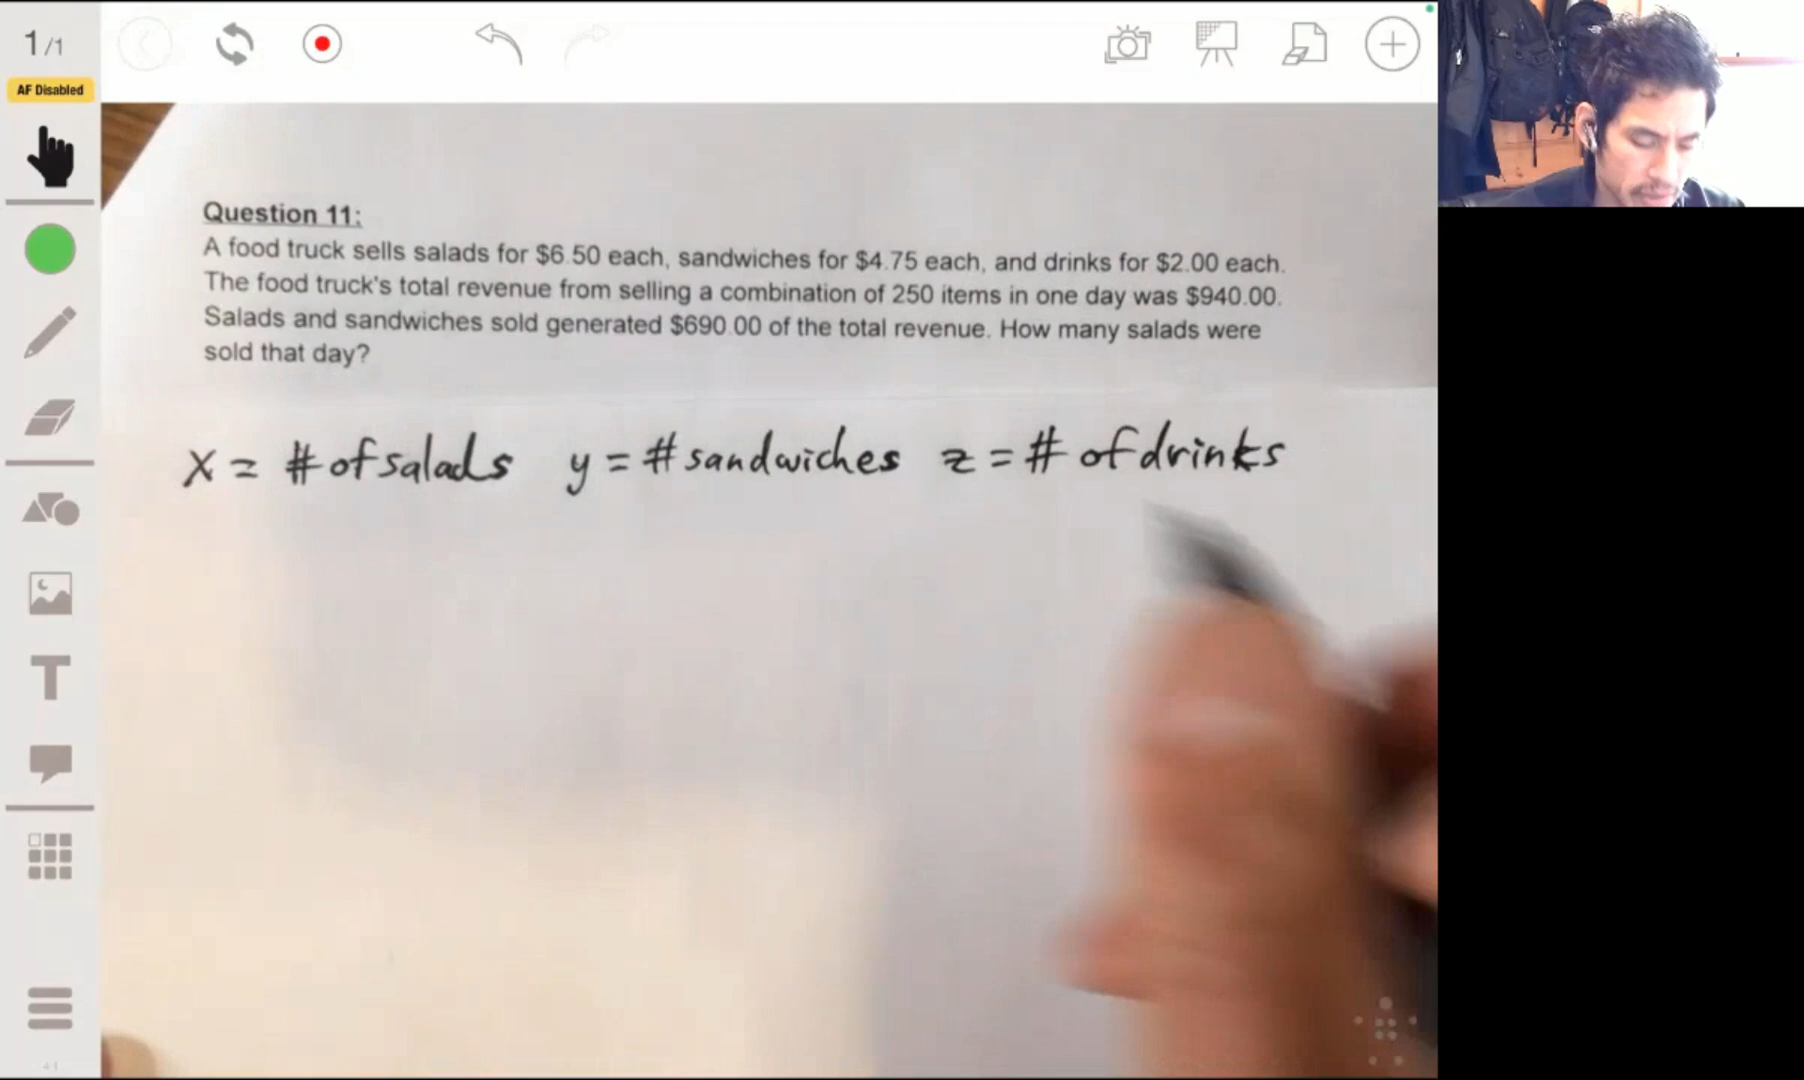 1/1
AF Disabled
Question 11:
A food truck sells salads for $6.50 each, sandwiches for $4.75 each, and drinks for $2.00 each.
The food truck's total revenue from selling a combination of 250 items in one day was $940.00.
Salads and sandwiches sold generated $690.00 of the total revenue. How many salads were
sold that day?
x = # of salads y = # sandwiches z = # of drinks
T